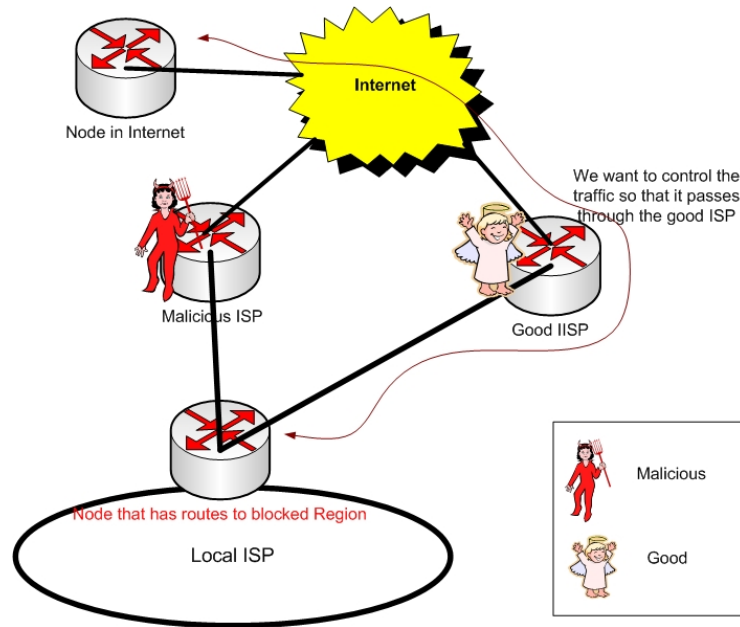 Internet
Node in Internet
We want to control the
traffic so that it passes
through the good ISP
Malicious ISP
Good IISP
Node that has routes to blocked Region
Local ISP
Malicious
Good